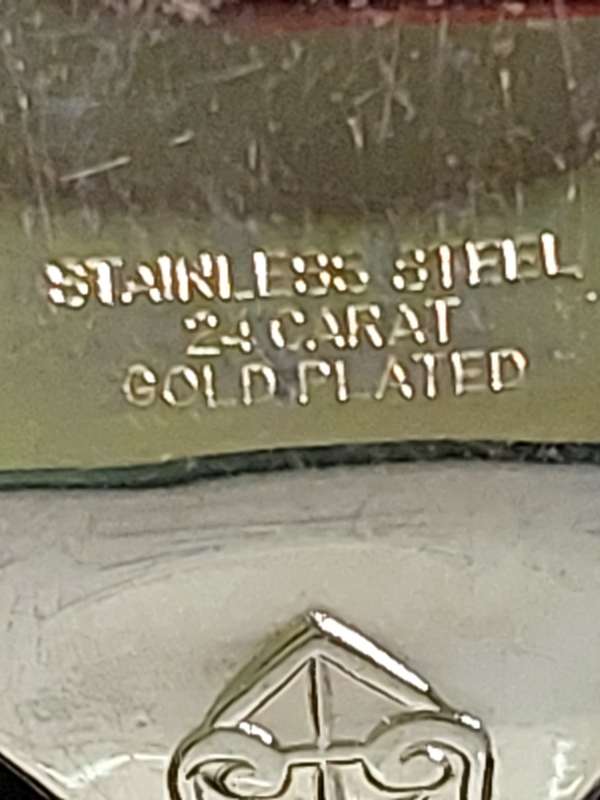 STAINLESS STEEL
24 CARAT
GOLD PLATED